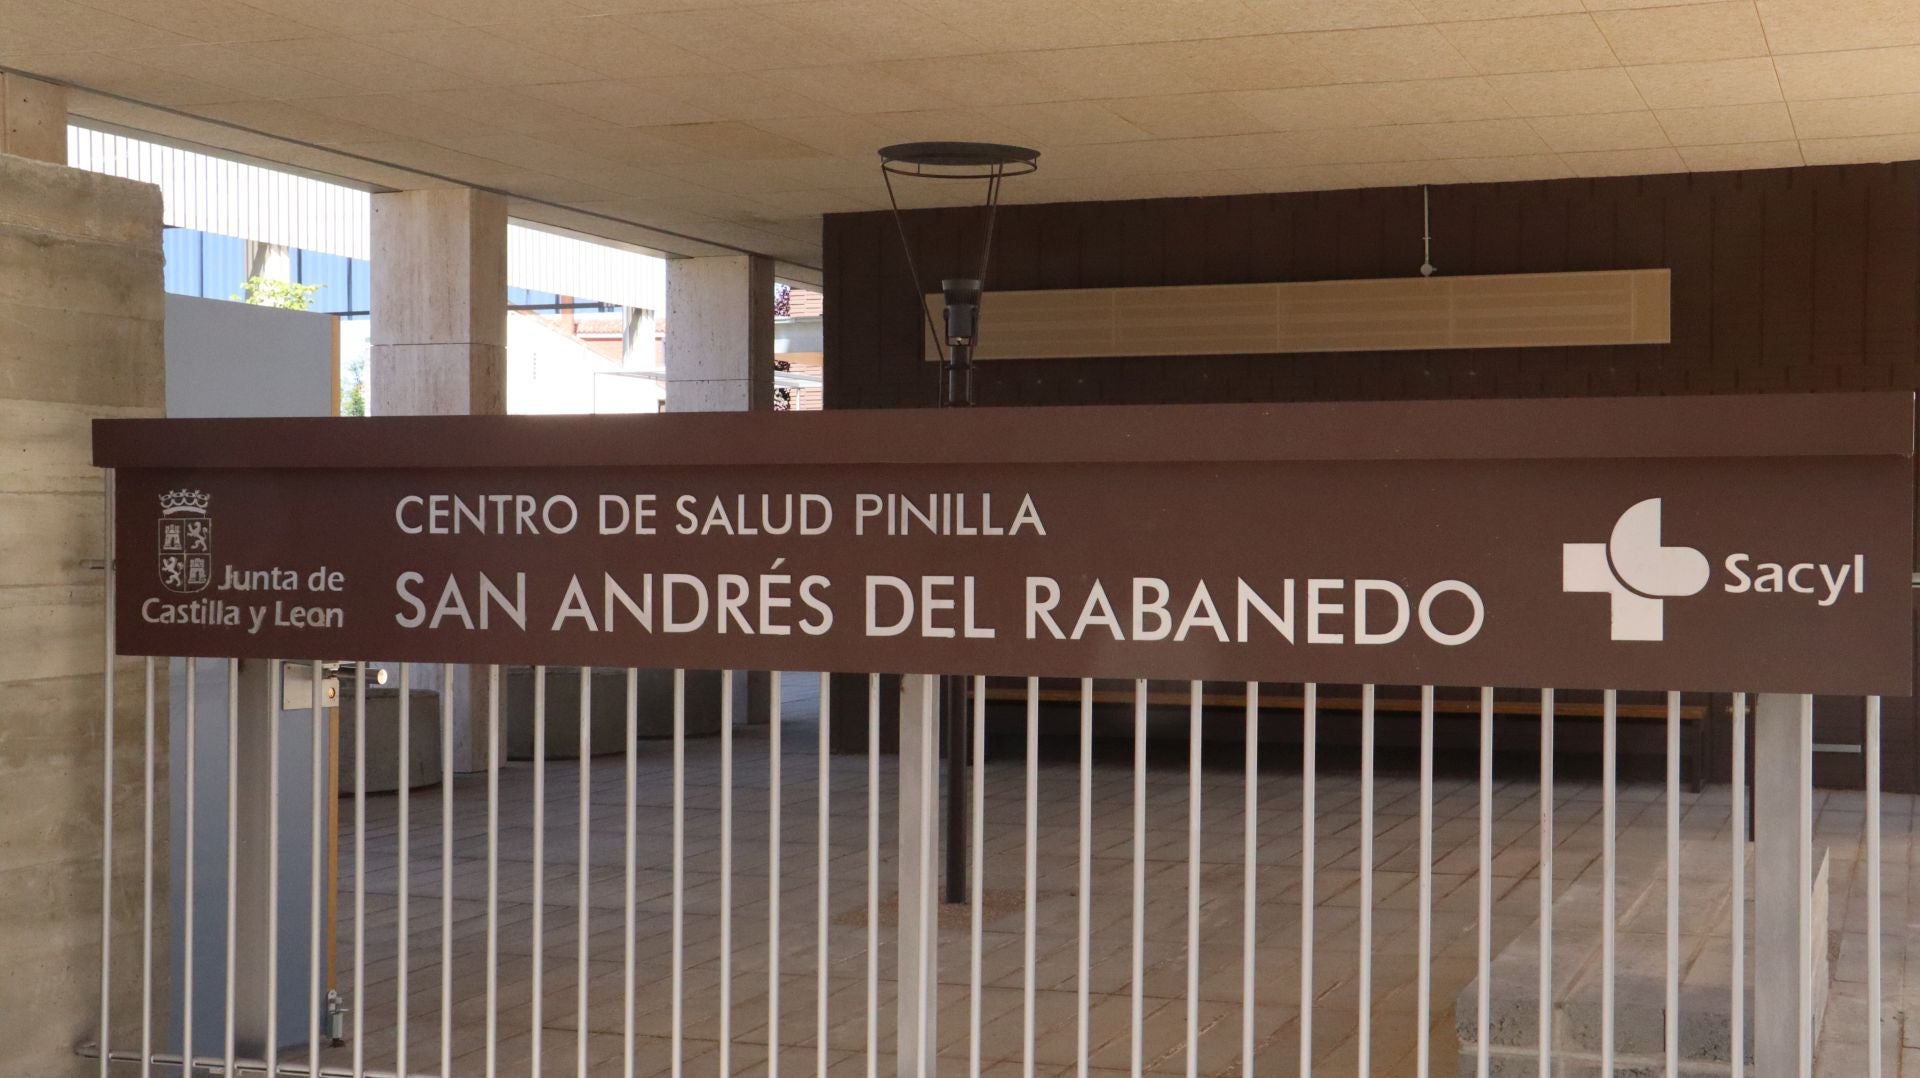 Junta de
Castilla y Leon
CENTRO DE SALUD PINILLA
SAN ANDRÉS DEL RABANEDO
Sacyl